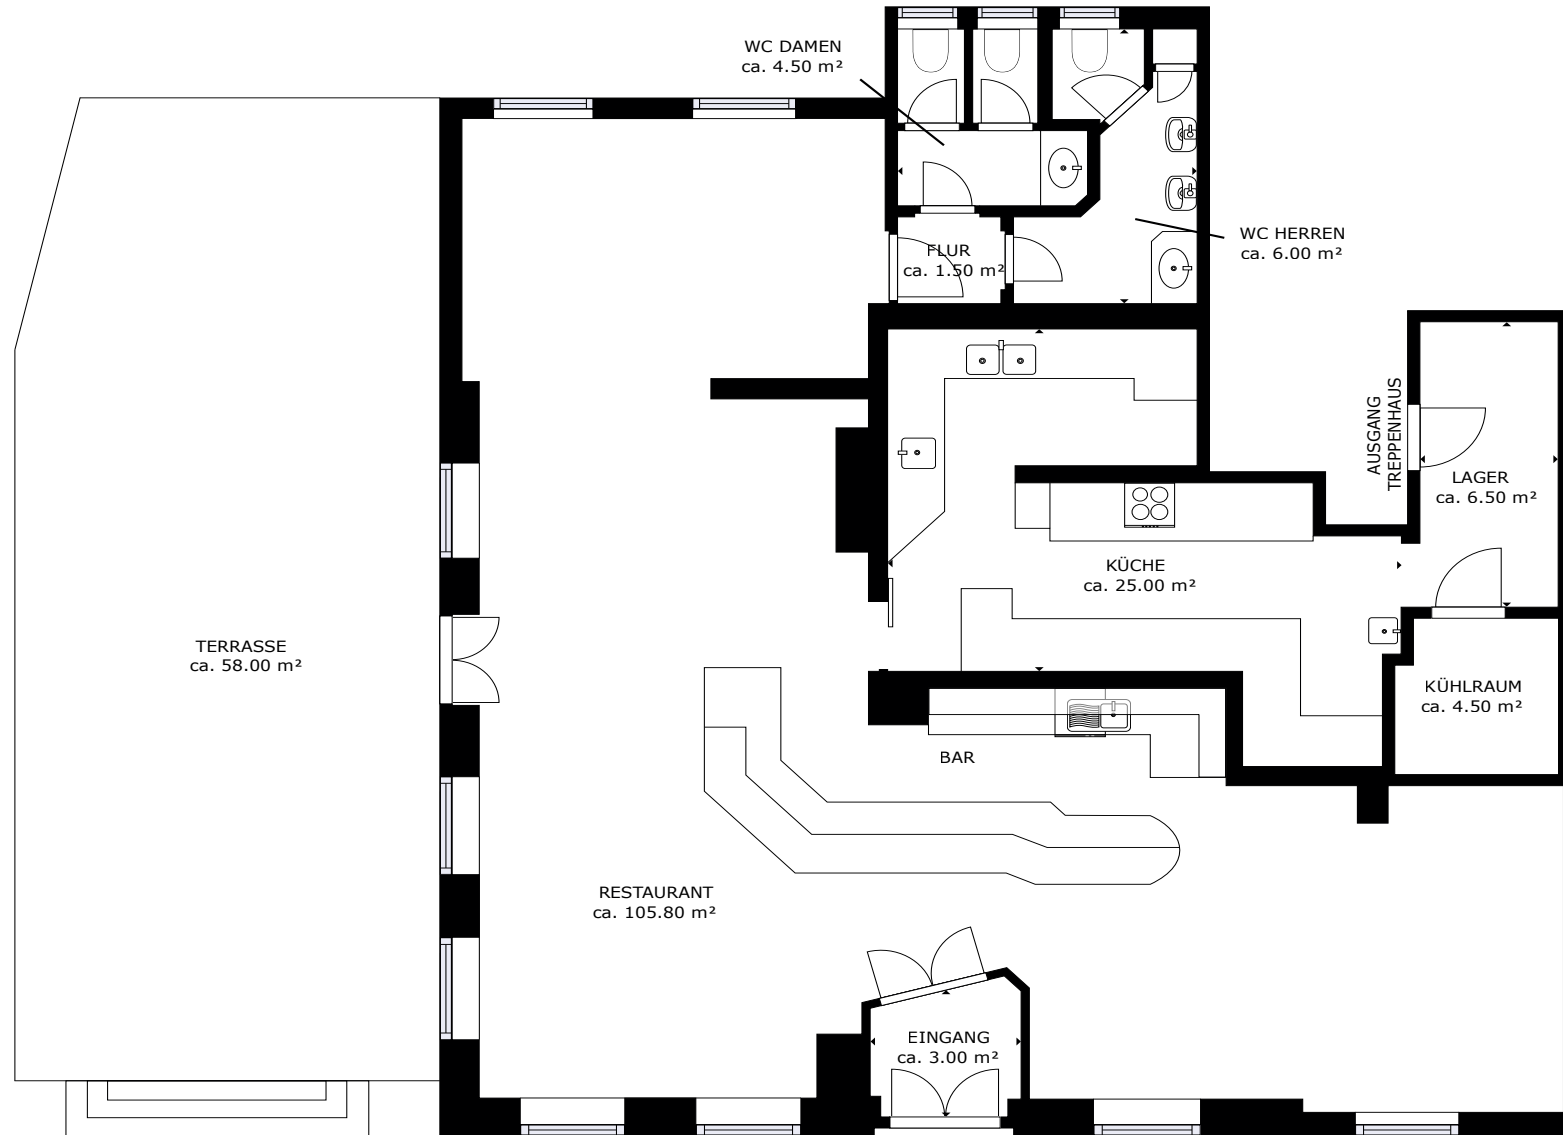 WC DAMEN
ca. 4.50 m²
WC HERREN
ca. 6.00 m²
FLUR
ca. 1.50 m²
AUSGANG
TREPPENHAUS
LAGER
ca. 6.50 m²
KÜCHE
ca. 25.00 m²
TERRASSE
ca. 58.00 m²
KÜHLRAUM
ca. 4.50 m²
BAR
RESTAURANT
ca. 105.80 m²
EINGANG
ca. 3.00 m²